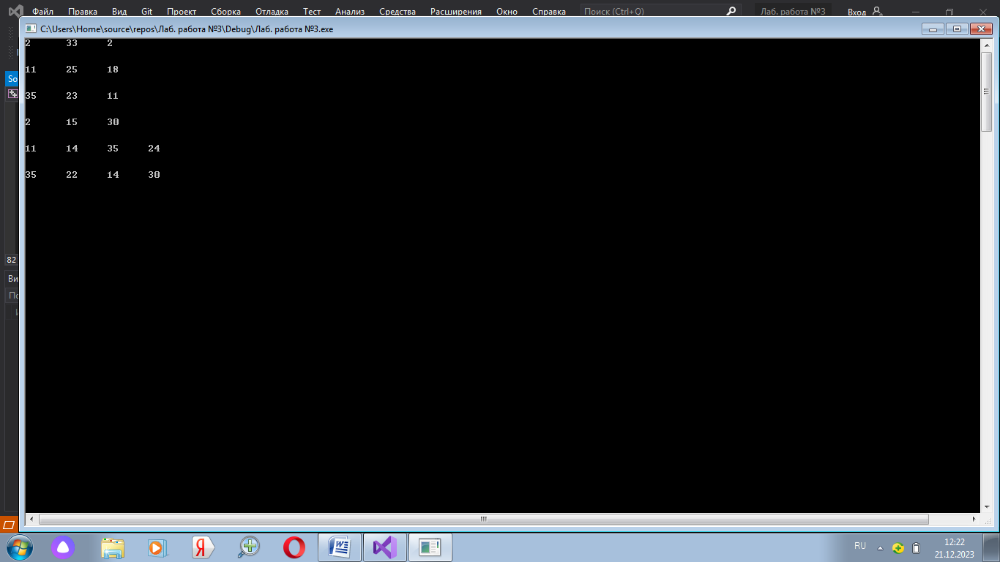 Файл Правка Вид Git Проект Сборка Отладка Тест Анализ Средства Расширения Окно Справка Поиск (Ctrl+Q) Лаб. работа №3 Вход
C:\Users\Home\source\repos\Лаб. работа №3\Debug\Лаб. работа №3.exe
2 33 2
11 25 18
35 23 11
2 15 30
11 14 35 24
35 22 14 30
So
82
Ви
По
RU 12:22
21.12.2023